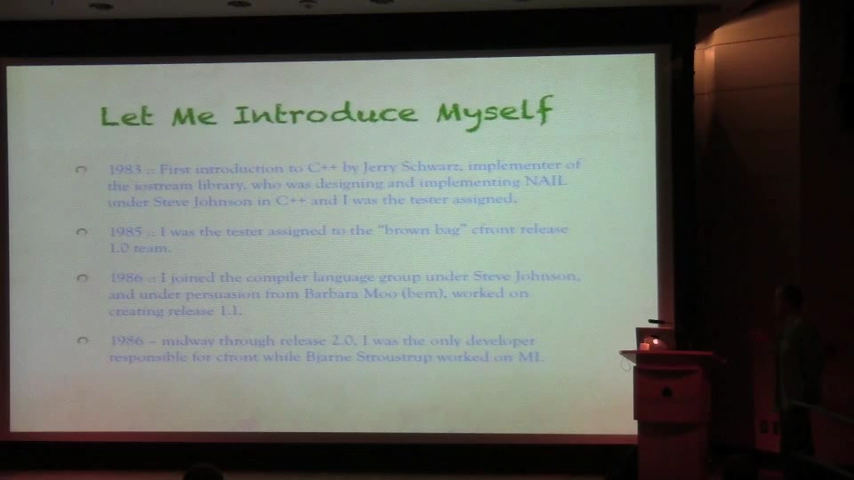 Let Me Introduce Myself
1983 :: First introduction to C++ by Jerry Schwarz, implementer of
the iostream library, who was designing and implementing NAIL
under Steve Johnson in C++ and I was the tester assigned.
1985 :: I was the tester assigned to the "brown bag" cfront release
1.0 team.
1986 :: I joined the compiler language group under Steve Johnson,
and under persuasion from Barbara Moo (bem), worked on
creating release 1.1.
1986 – midway through release 2.0, I was the only developer
responsible for cfront while Bjarne Stroustrup worked on MI.